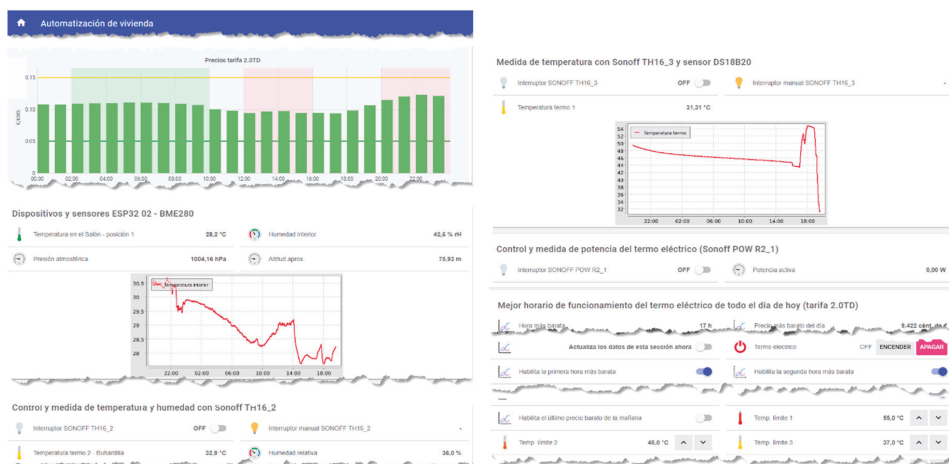 Automatización de vivienda
Precios tarifa 2.0TD
€/kWh
0.15
0.10
0.05
0
00:00 02:00 04:00 06:00 08:00 10:00 12:00 14:00 16:00 18:00 20:00 22:00
Dispositivos y sensores ESP32 02 - BME280
Temperatura en el Salón - posición 1 28,2 °C Humedad interior 42,6 % rH
Presión atmosférica 1004,16 hPa Altitud aprox. 75,93 m
Temperatura interior
30.5
30
29.5
29
28.5
28
22:00 02:00 06:00 10:00 14:00 18:00
Control y medida de temperatura y humedad con Sonoff TH16_2
Interruptor SONOFF TH16_2 OFF Interruptor manual SONOFF TH16_2 -
Temperatura termo 2 - Buhardilla 32,9 °C Humedad relativa 36,0 %
Medida de temperatura con Sonoff TH16_3 y sensor DS18B20
Interruptor SONOFF TH16_3 OFF Interruptor manual SONOFF TH16_3 -
Temperatura termo 1 31,31 °C
Temperatura termo
54
52
50
48
46
44
42
40
38
36
34
32
22:00 02:00 06:00 10:00 14:00 18:00
Control y medida de potencia del termo eléctrico (Sonoff POW R2_1)
Interruptor SONOFF POW R2_1 OFF Potencia activa 0,00 W
Mejor horario de funcionamiento del termo eléctrico de todo el día de hoy (tarifa 2.0TD)
Hora más barata 17 h Precio más barato del día 9.422 cént. de €
Actualiza los datos de esta sección ahora Termo eléctrico OFF ENCENDER APAGAR
Habilita la primera hora más barata Habilita la segunda hora más barata
Habilita el último precio barato de la mañana Temp. límite 1 55,0 °C
Temp. límite 2 45,0 °C Temp. límite 3 37,0 °C